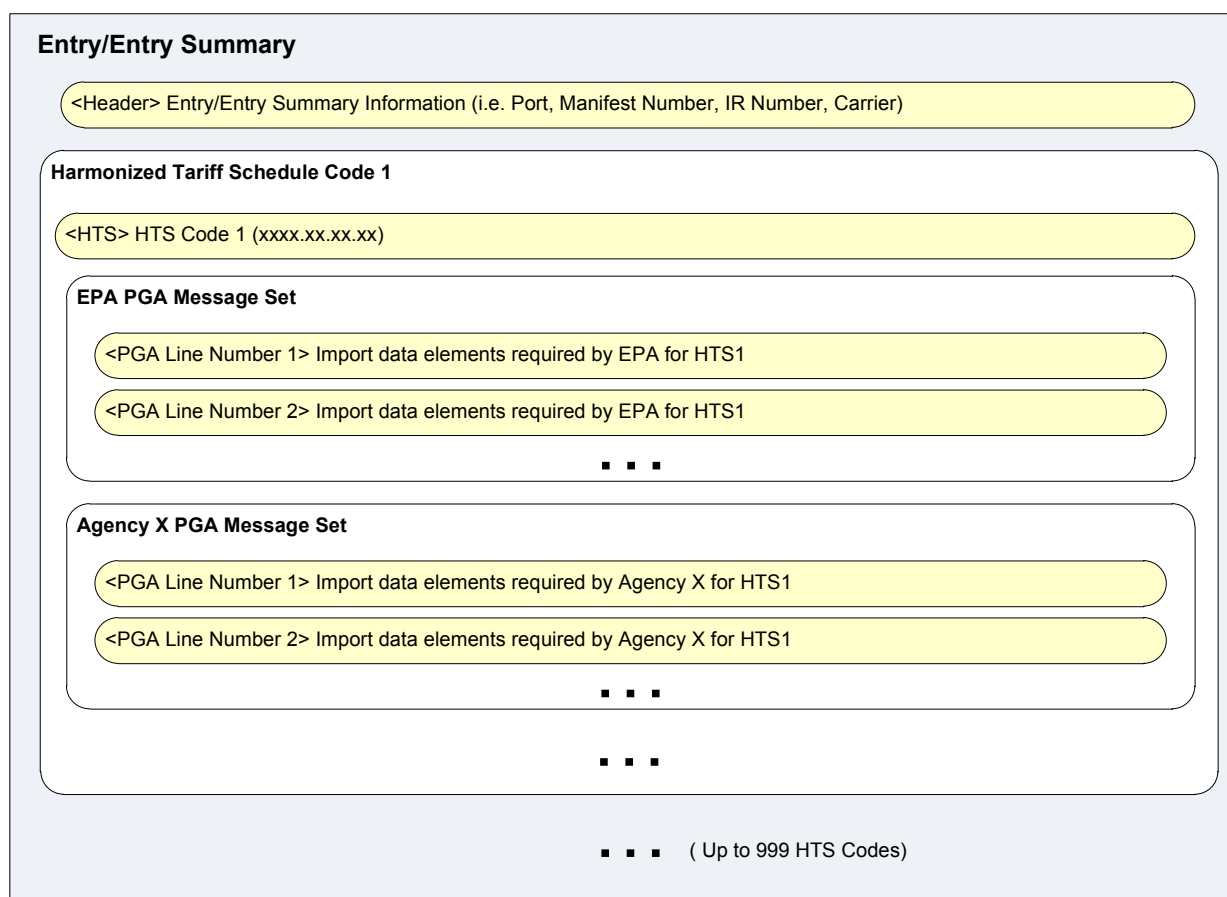 Entry/Entry Summary
<Header> Entry/Entry Summary Information (i.e. Port, Manifest Number, IR Number, Carrier)
Harmonized Tariff Schedule Code 1
<HTS> HTS Code 1 (xxxx.xx.xx.xx)
EPA PGA Message Set
<PGA Line Number 1> Import data elements required by EPA for HTS1
<PGA Line Number 2> Import data elements required by EPA for HTS1
. . .
Agency X PGA Message Set
<PGA Line Number 1> Import data elements required by Agency X for HTS1
<PGA Line Number 2> Import data elements required by Agency X for HTS1
. . .
. . .
. . . ( Up to 999 HTS Codes)